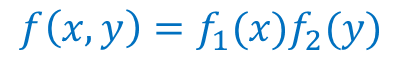 f(x, y) = f₁(x)f₂(y)